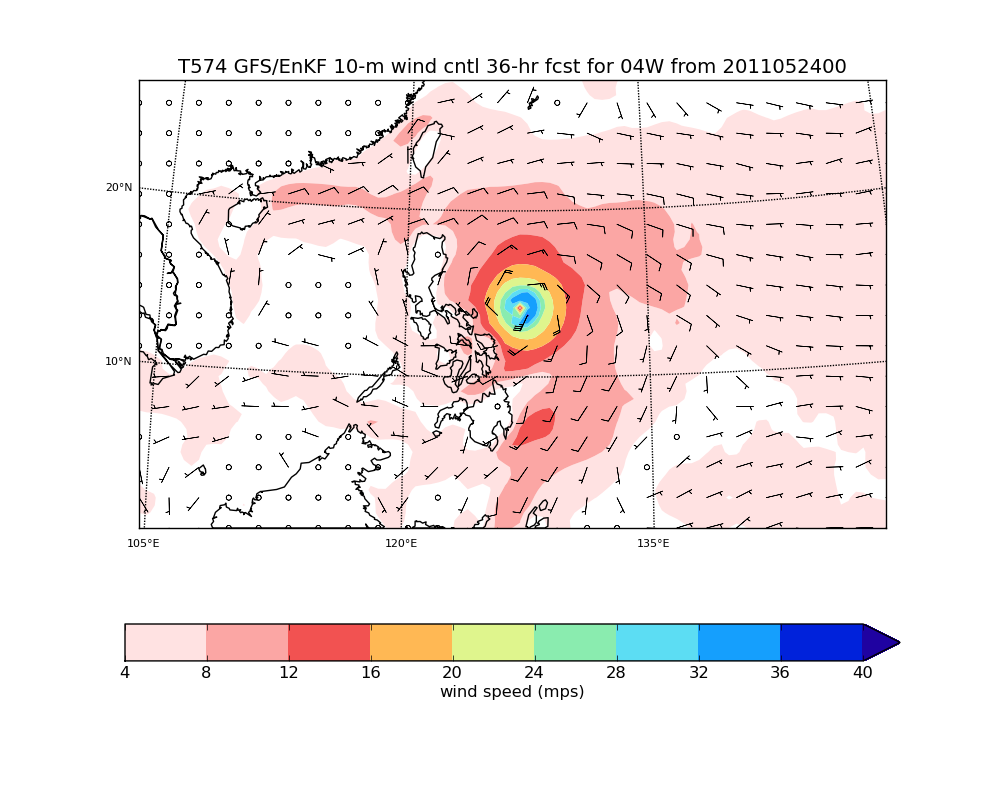 T574 GFS/EnKF 10-m wind cntl 36-hr fcst for 04W from 2011052400
20°N
10°N
105°E 120°E 135°E
4 8 12 16 20 24 28 32 36 40
wind speed (mps)